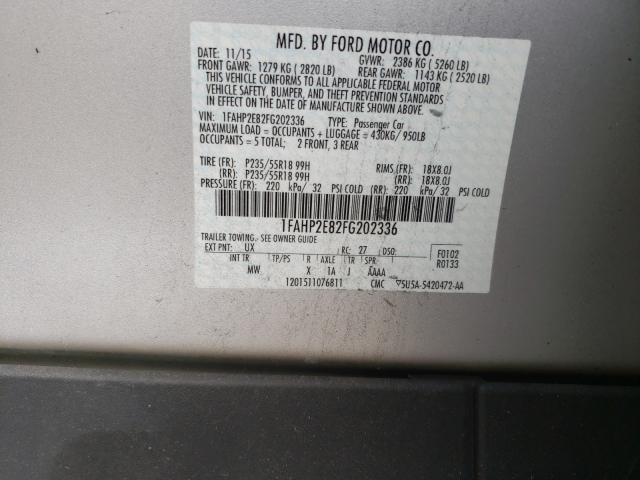 MFD. BY FORD MOTOR CO.
DATE: 11/15 GVWR: 2386 KG ( 5260 LB)
FRONT GAWR: 1279 KG ( 2820 LB) REAR GAWR: 1143 KG ( 2520 LB)
THIS VEHICLE CONFORMS TO ALL APPLICABLE FEDERAL MOTOR
VEHICLE SAFETY, BUMPER, AND THEFT PREVENTION STANDARDS
IN EFFECT ON THE DATE OF MANUFACTURE SHOWN ABOVE.
VIN: 1FAHP2E82FG202336 TYPE: Passenger Car
MAXIMUM LOAD = OCCUPANTS + LUGGAGE = 430KG/ 950LB
OCCUPANTS = 5 TOTAL; 2 FRONT, 3 REAR
TIRE (FR): P235/55R18 99H RIMS (FR): 18X8.0J
(RR): P235/55R18 99H (RR): 18X8.0J
PRESSURE (FR): 220 kPa/ 32 PSI COLD (RR): 220 kPa/ 32 PSI COLD
1FAHP2E82FG202336
TRAILER TOWING: SEE OWNER GUIDE
EXT PNT: UX RC: 27 DSO: F0102
R0133
INT TR TP/PS R AXLE TR SPR:
MW X 1A J AAAA
1201511076811 CMC ▽5U5A-5420472-AA